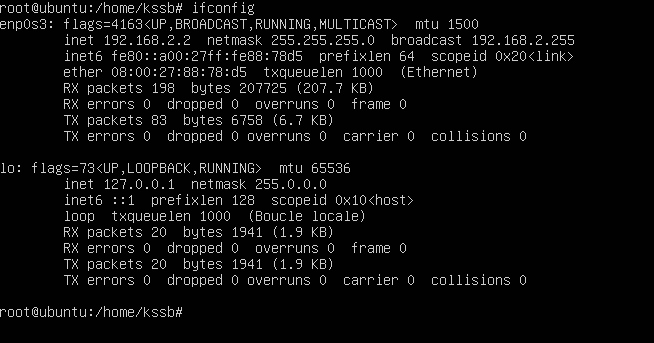 root@ubuntu:/home/kssb# ifconfig
enp0s3: flags=4163<UP,BROADCAST,RUNNING,MULTICAST>  mtu 1500
        inet 192.168.2.2  netmask 255.255.255.0  broadcast 192.168.2.255
        inet6 fe80::a00:27ff:fe88:78d5  prefixlen 64  scopeid 0x20<link>
        ether 08:00:27:88:78:d5  txqueuelen 1000  (Ethernet)
        RX packets 198  bytes 207725 (207.7 KB)
        RX errors 0  dropped 0  overruns 0  frame 0
        TX packets 83  bytes 6758 (6.7 KB)
        TX errors 0  dropped 0 overruns 0  carrier 0  collisions 0
lo: flags=73<UP,LOOPBACK,RUNNING>  mtu 65536
        inet 127.0.0.1  netmask 255.0.0.0
        inet6 ::1  prefixlen 128  scopeid 0x10<host>
        loop  txqueuelen 1000  (Boucle locale)
        RX packets 20  bytes 1941 (1.9 KB)
        RX errors 0  dropped 0  overruns 0  frame 0
        TX packets 20  bytes 1941 (1.9 KB)
        TX errors 0  dropped 0 overruns 0  carrier 0  collisions 0
root@ubuntu:/home/kssb#